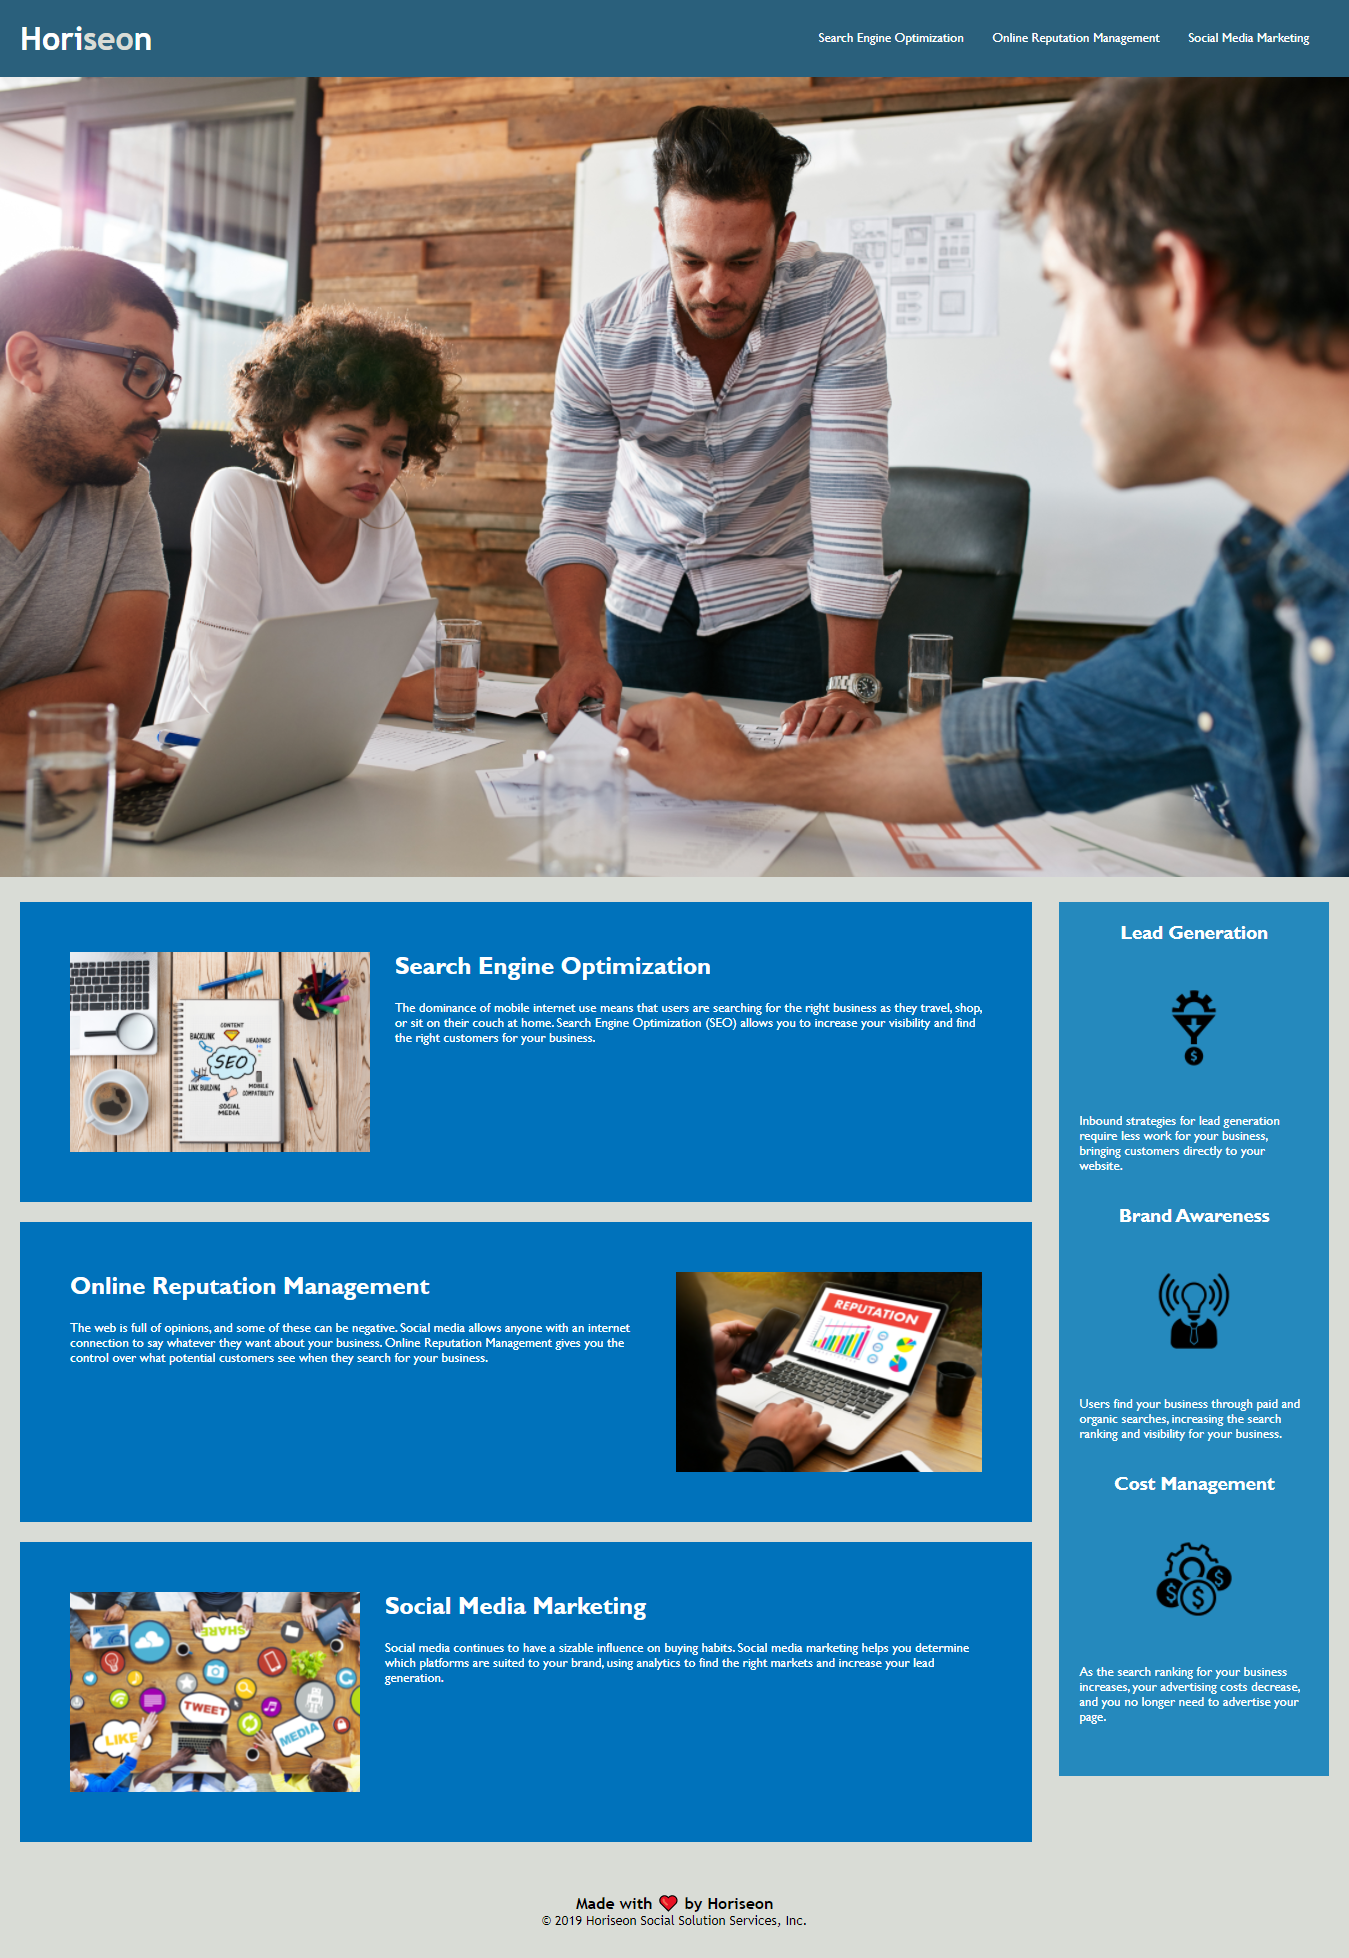 Horiseon
Search Engine Optimization
Online Reputation Management
Social Media Marketing
Search Engine Optimization
The dominance of mobile internet use means that users are searching for the right business as they travel, shop,
or sit on their couch at home. Search Engine Optimization (SEO) allows you to increase your visibility and find
the right customers for your business.
CONTENT
BACKLINK
HEADINGS
SEO
LINK BUILDING
MOBILE
COMPATIBILITY
SOCIAL
MEDIA
Online Reputation Management
The web is full of opinions, and some of these can be negative. Social media allows anyone with an internet
connection to say whatever they want about your business. Online Reputation Management gives you the
control over what potential customers see when they search for your business.
REPUTATION
Social Media Marketing
Social media continues to have a sizable influence on buying habits. Social media marketing helps you determine
which platforms are suited to your brand, using analytics to find the right markets and increase your lead
generation.
SHARE
TWEET
LIKE
MEDIA
Lead Generation
$
Inbound strategies for lead generation
require less work for your business,
bringing customers directly to your
website.
Brand Awareness
Users find your business through paid and
organic searches, increasing the search
ranking and visibility for your business.
Cost Management
$ $ $
As the search ranking for your business
increases, your advertising costs decrease,
and you no longer need to advertise your
page.
Made with ❤️ by Horiseon
© 2019 Horiseon Social Solution Services, Inc.